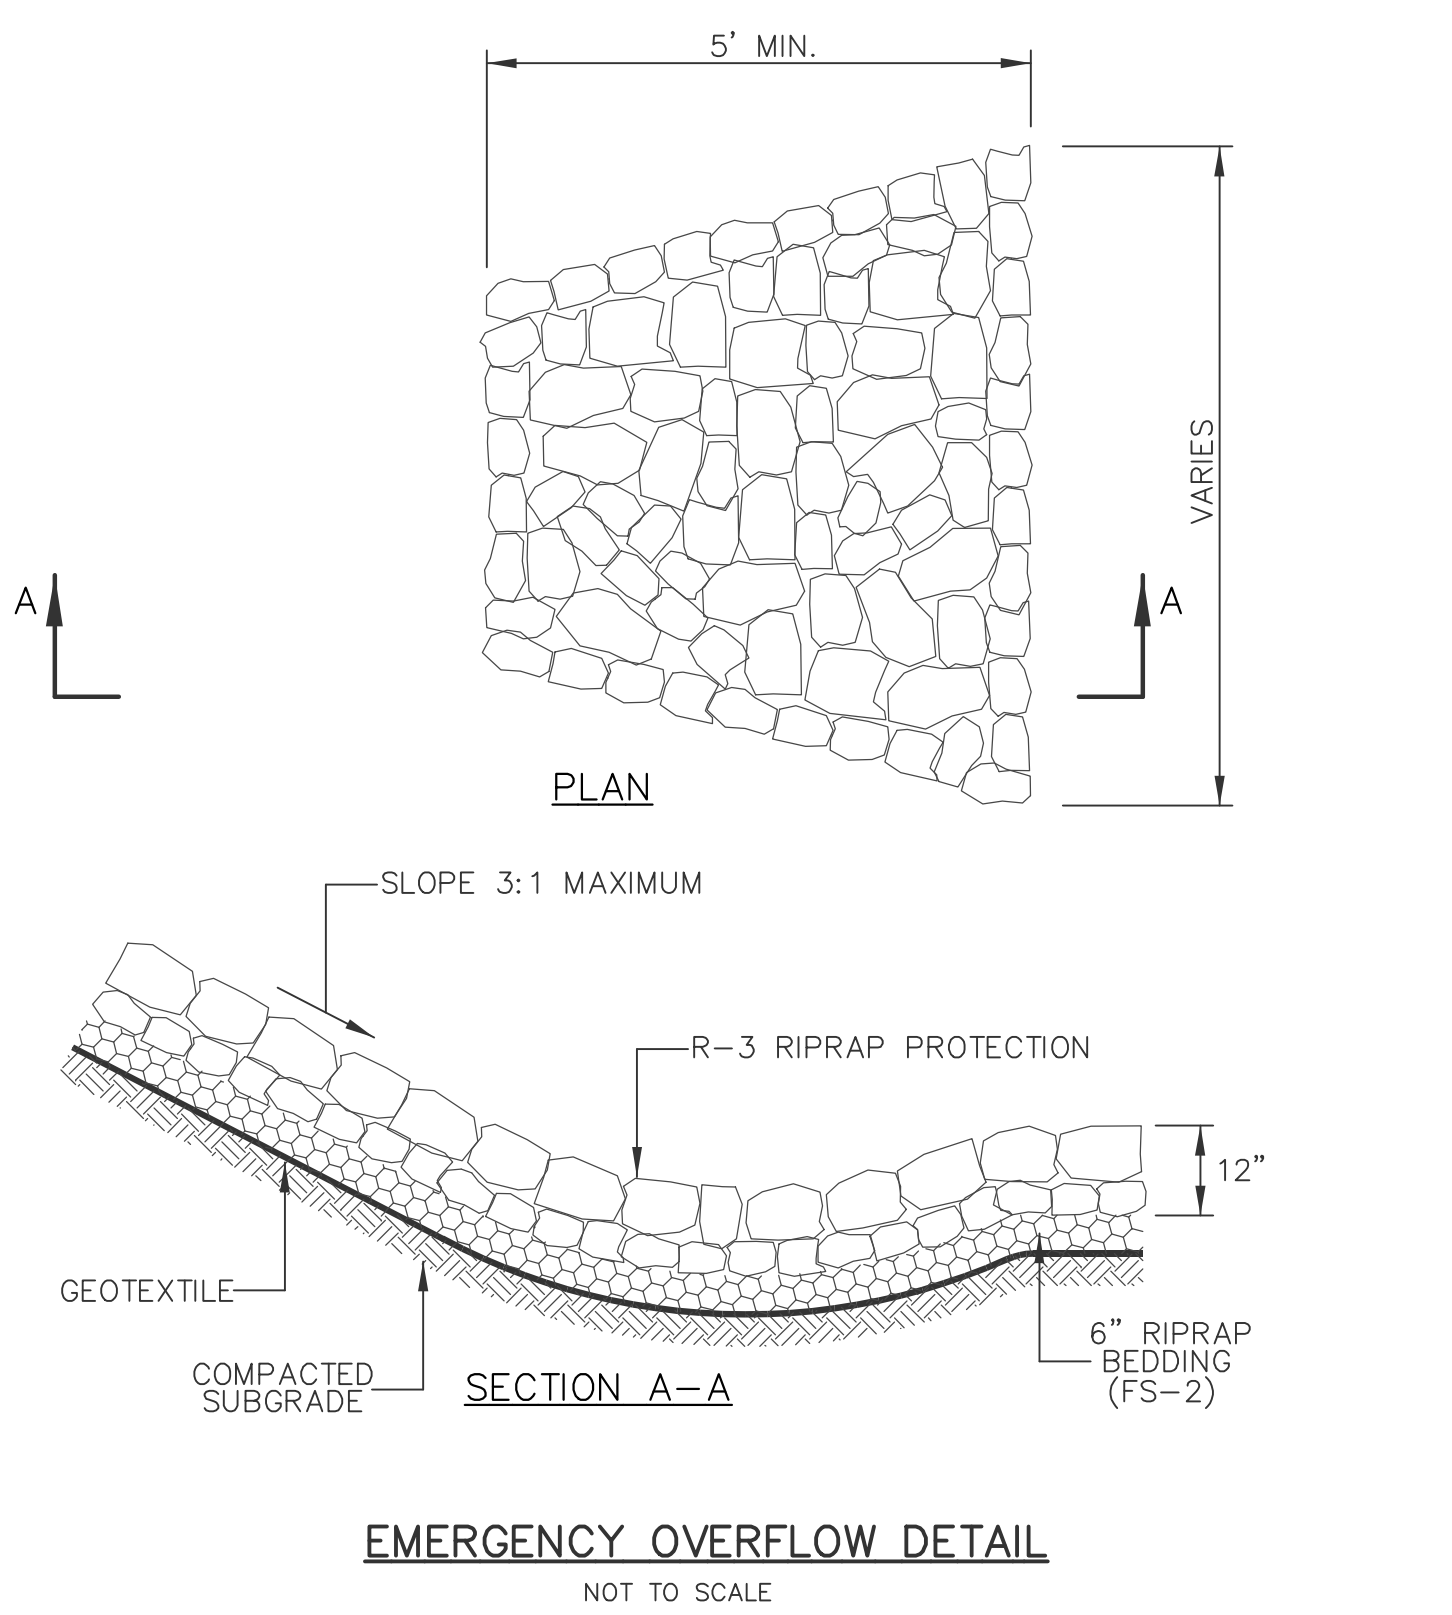 5' MIN.
VARIES
A
A
PLAN
SLOPE 3:1 MAXIMUM
R-3 RIPRAP PROTECTION
12"
GEOTEXTILE
6" RIPRAP
BEDDING
(FS-2)
COMPACTED
SUBGRADE
SECTION A-A
EMERGENCY OVERFLOW DETAIL
NOT TO SCALE